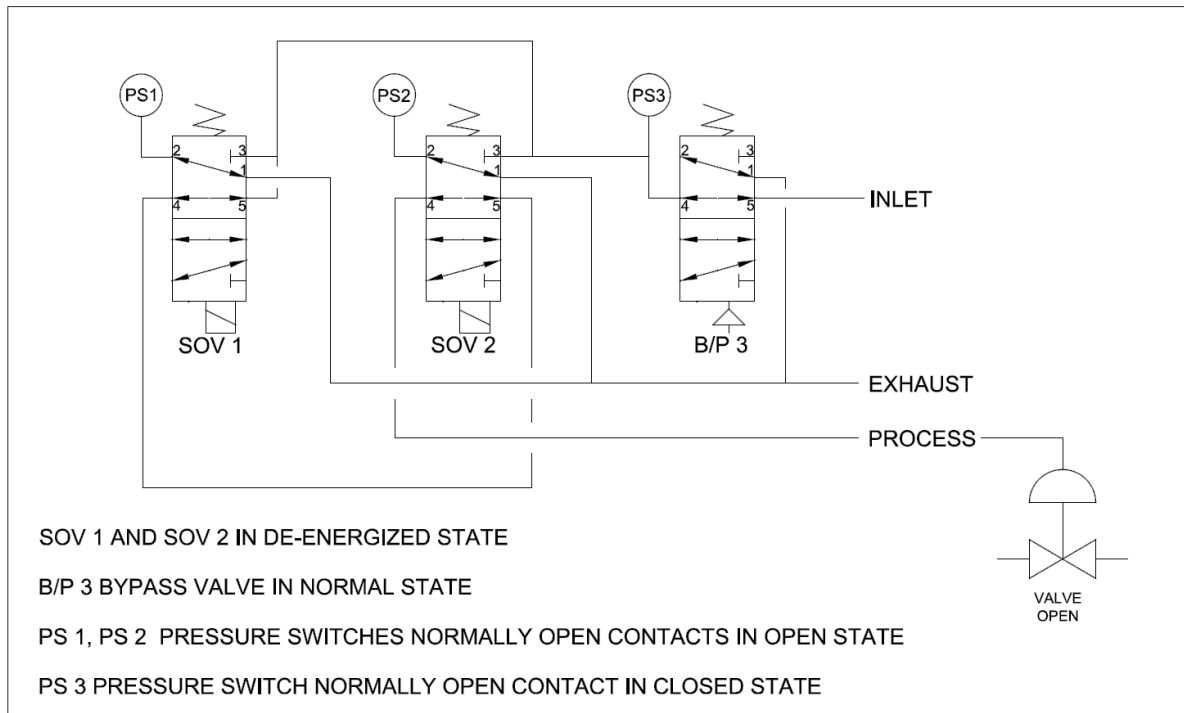 PS1 PS2 PS3
2 3 2 3 2 3
1 1 1
4 5 4 5 4 5 INLET
SOV 1 SOV 2 B/P 3
EXHAUST
PROCESS
SOV 1 AND SOV 2 IN DE-ENERGIZED STATE
B/P 3 BYPASS VALVE IN NORMAL STATE
VALVE
OPEN
PS 1, PS 2 PRESSURE SWITCHES NORMALLY OPEN CONTACTS IN OPEN STATE
PS 3 PRESSURE SWITCH NORMALLY OPEN CONTACT IN CLOSED STATE